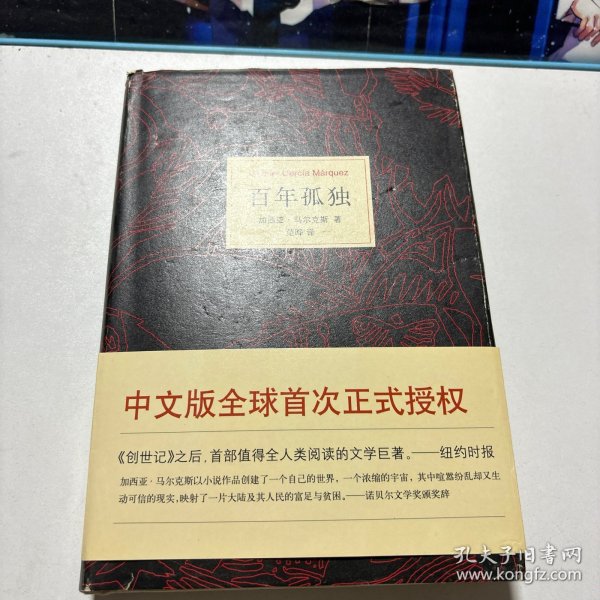 García Márquez
百年孤独
加西亚·马尔克斯 著
范晔 译
中文版全球首次正式授权
《创世记》之后,首部值得全人类阅读的文学巨著。——纽约时报
加西亚·马尔克斯以小说作品创建了一个自己的世界,一个浓缩的宇宙,其中喧嚣纷乱却又生
动可信的现实,映射了一片大陆及其人民的富足与贫困。——诺贝尔文学奖颁奖辞
孔夫子旧书网
www.kongfz.com